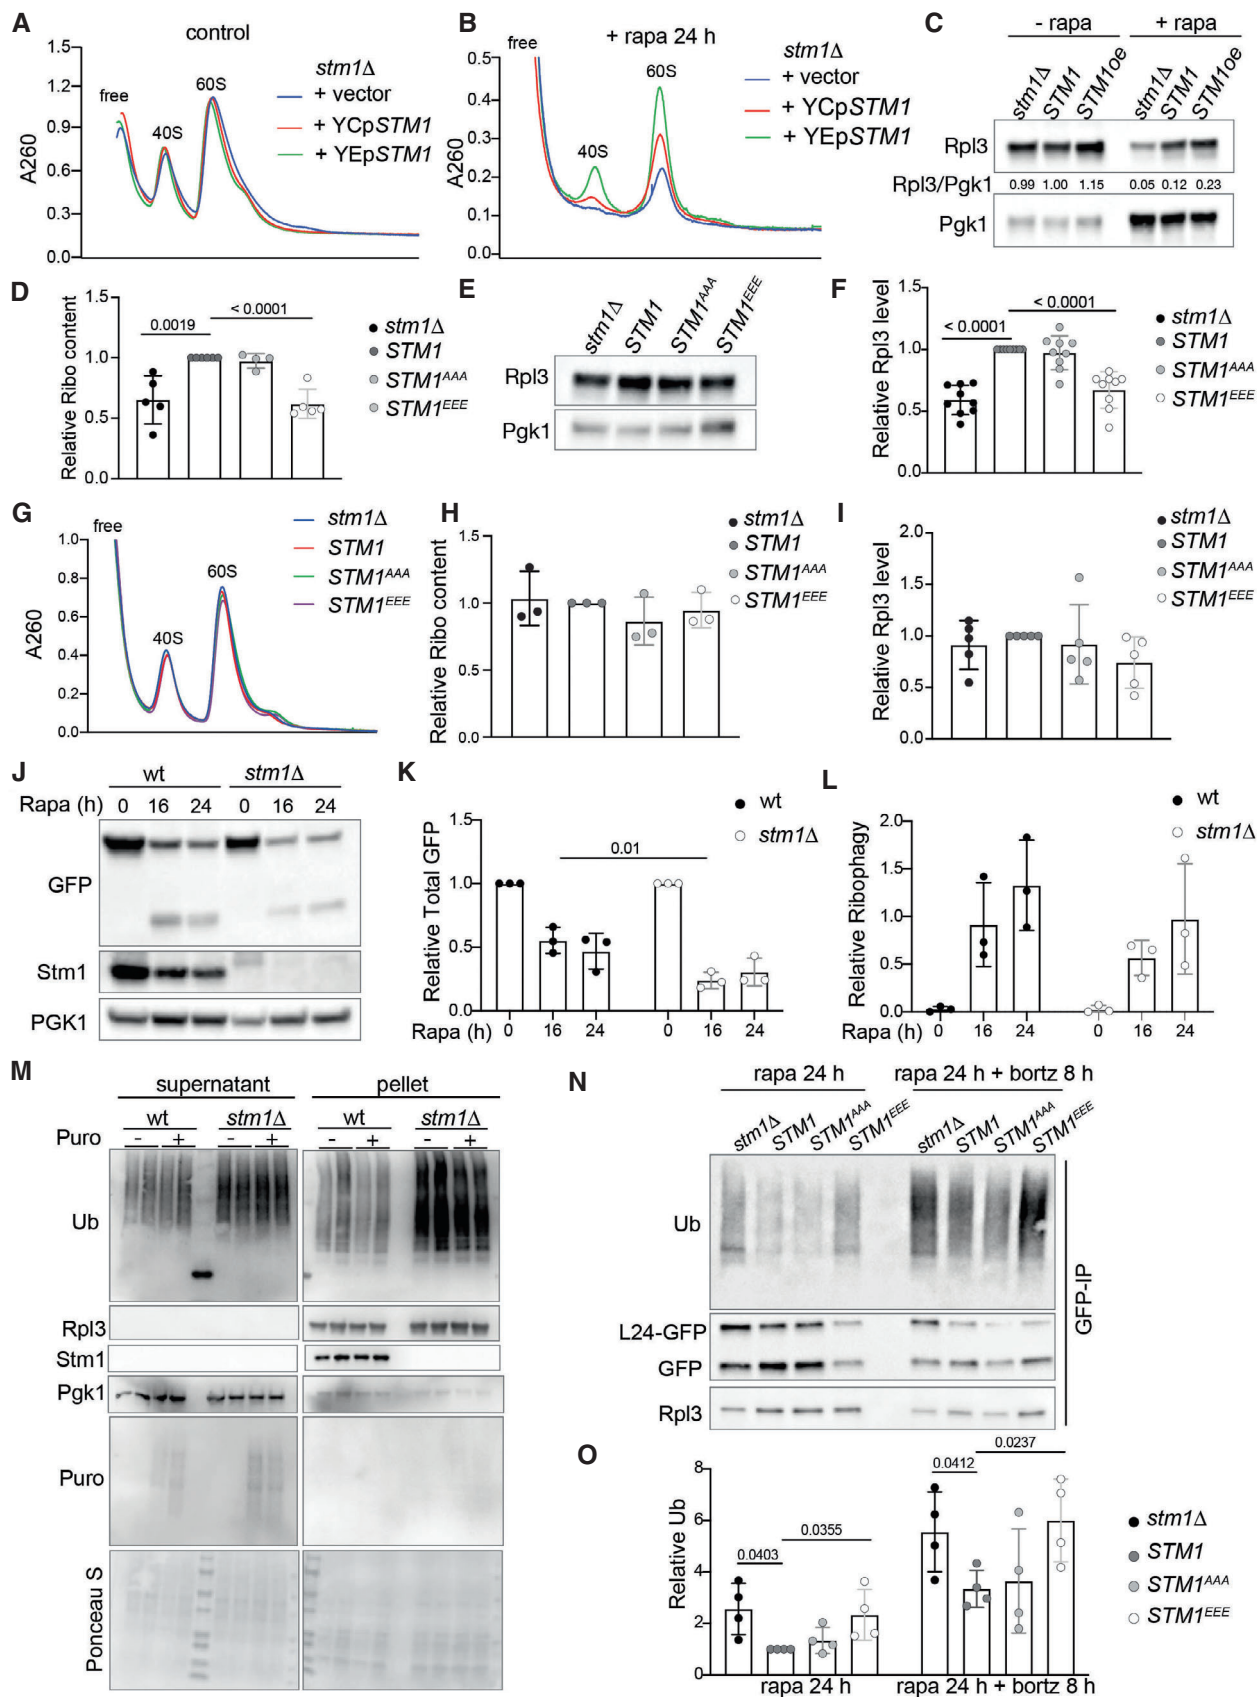 A
control
1.5
1.2
0.9
0.6
0.3
0.0
A260
free
40S
60S
stm1Δ
+ vector
+ YCpSTM1
+ YEpSTM1
B
+ rapa 24 h
free
0.5
0.4
0.3
0.2
0.1
0.0
A260
40S
60S
stm1Δ
+ vector
+ YCpSTM1
+ YEpSTM1
C
- rapa + rapa
stm1Δ STM1 STM1oe stm1Δ STM1 STM1oe
Rpl3
Rpl3/Pgk1 0.99 1.00 1.15 0.05 0.12 0.23
Pgk1
D
Relative Ribo content
1.5
1.0
0.5
0.0
0.0019
< 0.0001
stm1Δ
STM1
STM1AAA
STM1EEE
E
stm1Δ STM1 STM1AAA STM1EEE
Rpl3
Pgk1
F
Relative Rpl3 level
1.5
1.0
0.5
0.0
< 0.0001
< 0.0001
stm1Δ
STM1
STM1AAA
STM1EEE
G
A260
1.0
0.8
0.6
0.4
0.2
0.0
free
40S
60S
stm1Δ
STM1
STM1AAA
STM1EEE
H
Relative Ribo content
1.5
1.0
0.5
0.0
stm1Δ
STM1
STM1AAA
STM1EEE
I
Relative Rpl3 level
2.0
1.5
1.0
0.5
0.0
stm1Δ
STM1
STM1AAA
STM1EEE
J
wt stm1Δ
Rapa (h) 0 16 24 0 16 24
GFP
Stm1
PGK1
K
Relative Total GFP
1.5
1.0
0.5
0.0
0.01
wt
stm1Δ
Rapa (h) 0 16 24 0 16 24
L
Relative Ribophagy
2.0
1.5
1.0
0.5
0.0
wt
stm1Δ
Rapa (h) 0 16 24 0 16 24
M
supernatant pellet
wt stm1Δ wt stm1Δ
Puro - + - + - + - +
Ub
Rpl3
Stm1
Pgk1
Puro
Ponceau S
N
rapa 24 h rapa 24 h + bortz 8 h
stm1Δ STM1 STM1AAA STM1EEE stm1Δ STM1 STM1AAA STM1EEE
Ub
L24-GFP
GFP
Rpl3
GFP-IP
O
Relative Ub
8
6
4
2
0
0.0403
0.0355
0.0412
0.0237
rapa 24 h rapa 24 h + bortz 8 h
stm1Δ
STM1
STM1AAA
STM1EEE